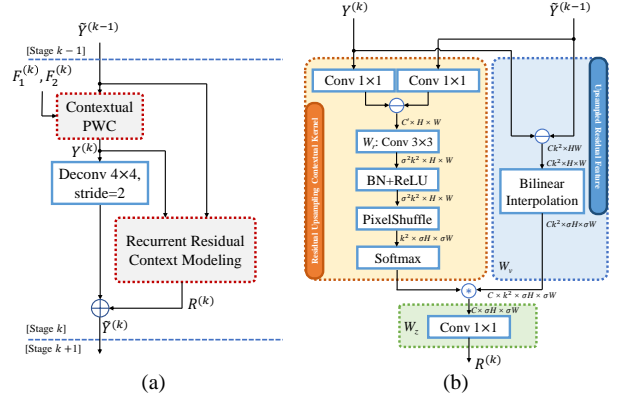 Ỹ^(k−1)
[Stage k−1]
F₁^(k), F₂^(k)
Contextual
PWC
Y^(k)
Deconv 4×4,
stride=2
Recurrent Residual
Context Modeling
R^(k)
Ỹ^(k)
[Stage k]
[Stage k+1]
(a)
Y^(k)
Ỹ^(k−1)
Residual Upsampling Contextual Kernel
Conv 1×1
Conv 1×1
C' × H × W
W_i: Conv 3×3
σ²k² × H × W
BN+ReLU
σ²k² × H × W
PixelShuffle
k² × σH × σW
Softmax
Upsampled Residual Feature
Ck² × HW
Ck² × H × W
Bilinear
Interpolation
Ck² × σH × σW
W_v
C × k² × σH × σW
C × σH × σW
W_z
Conv 1×1
R^(k)
(b)